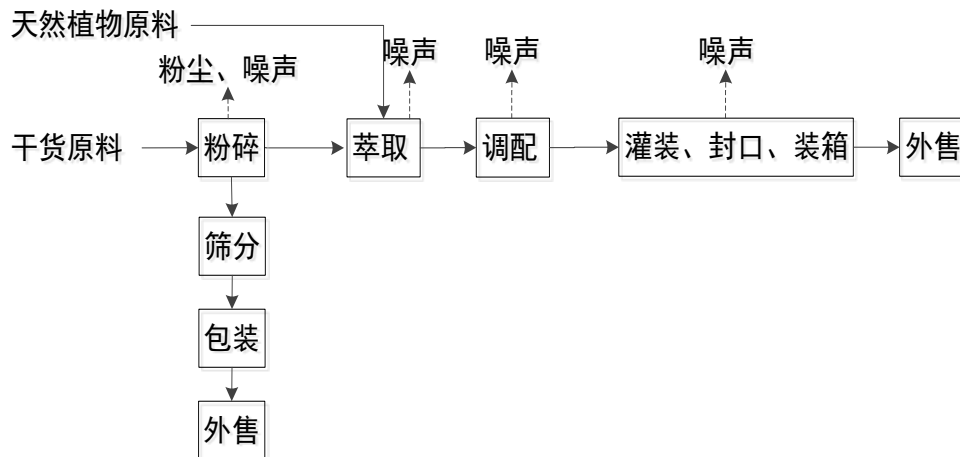 天然植物原料
噪声
噪声
噪声
粉尘、噪声
干货原料
粉碎
萃取
调配
灌装、封口、装箱
外售
筛分
包装
外售